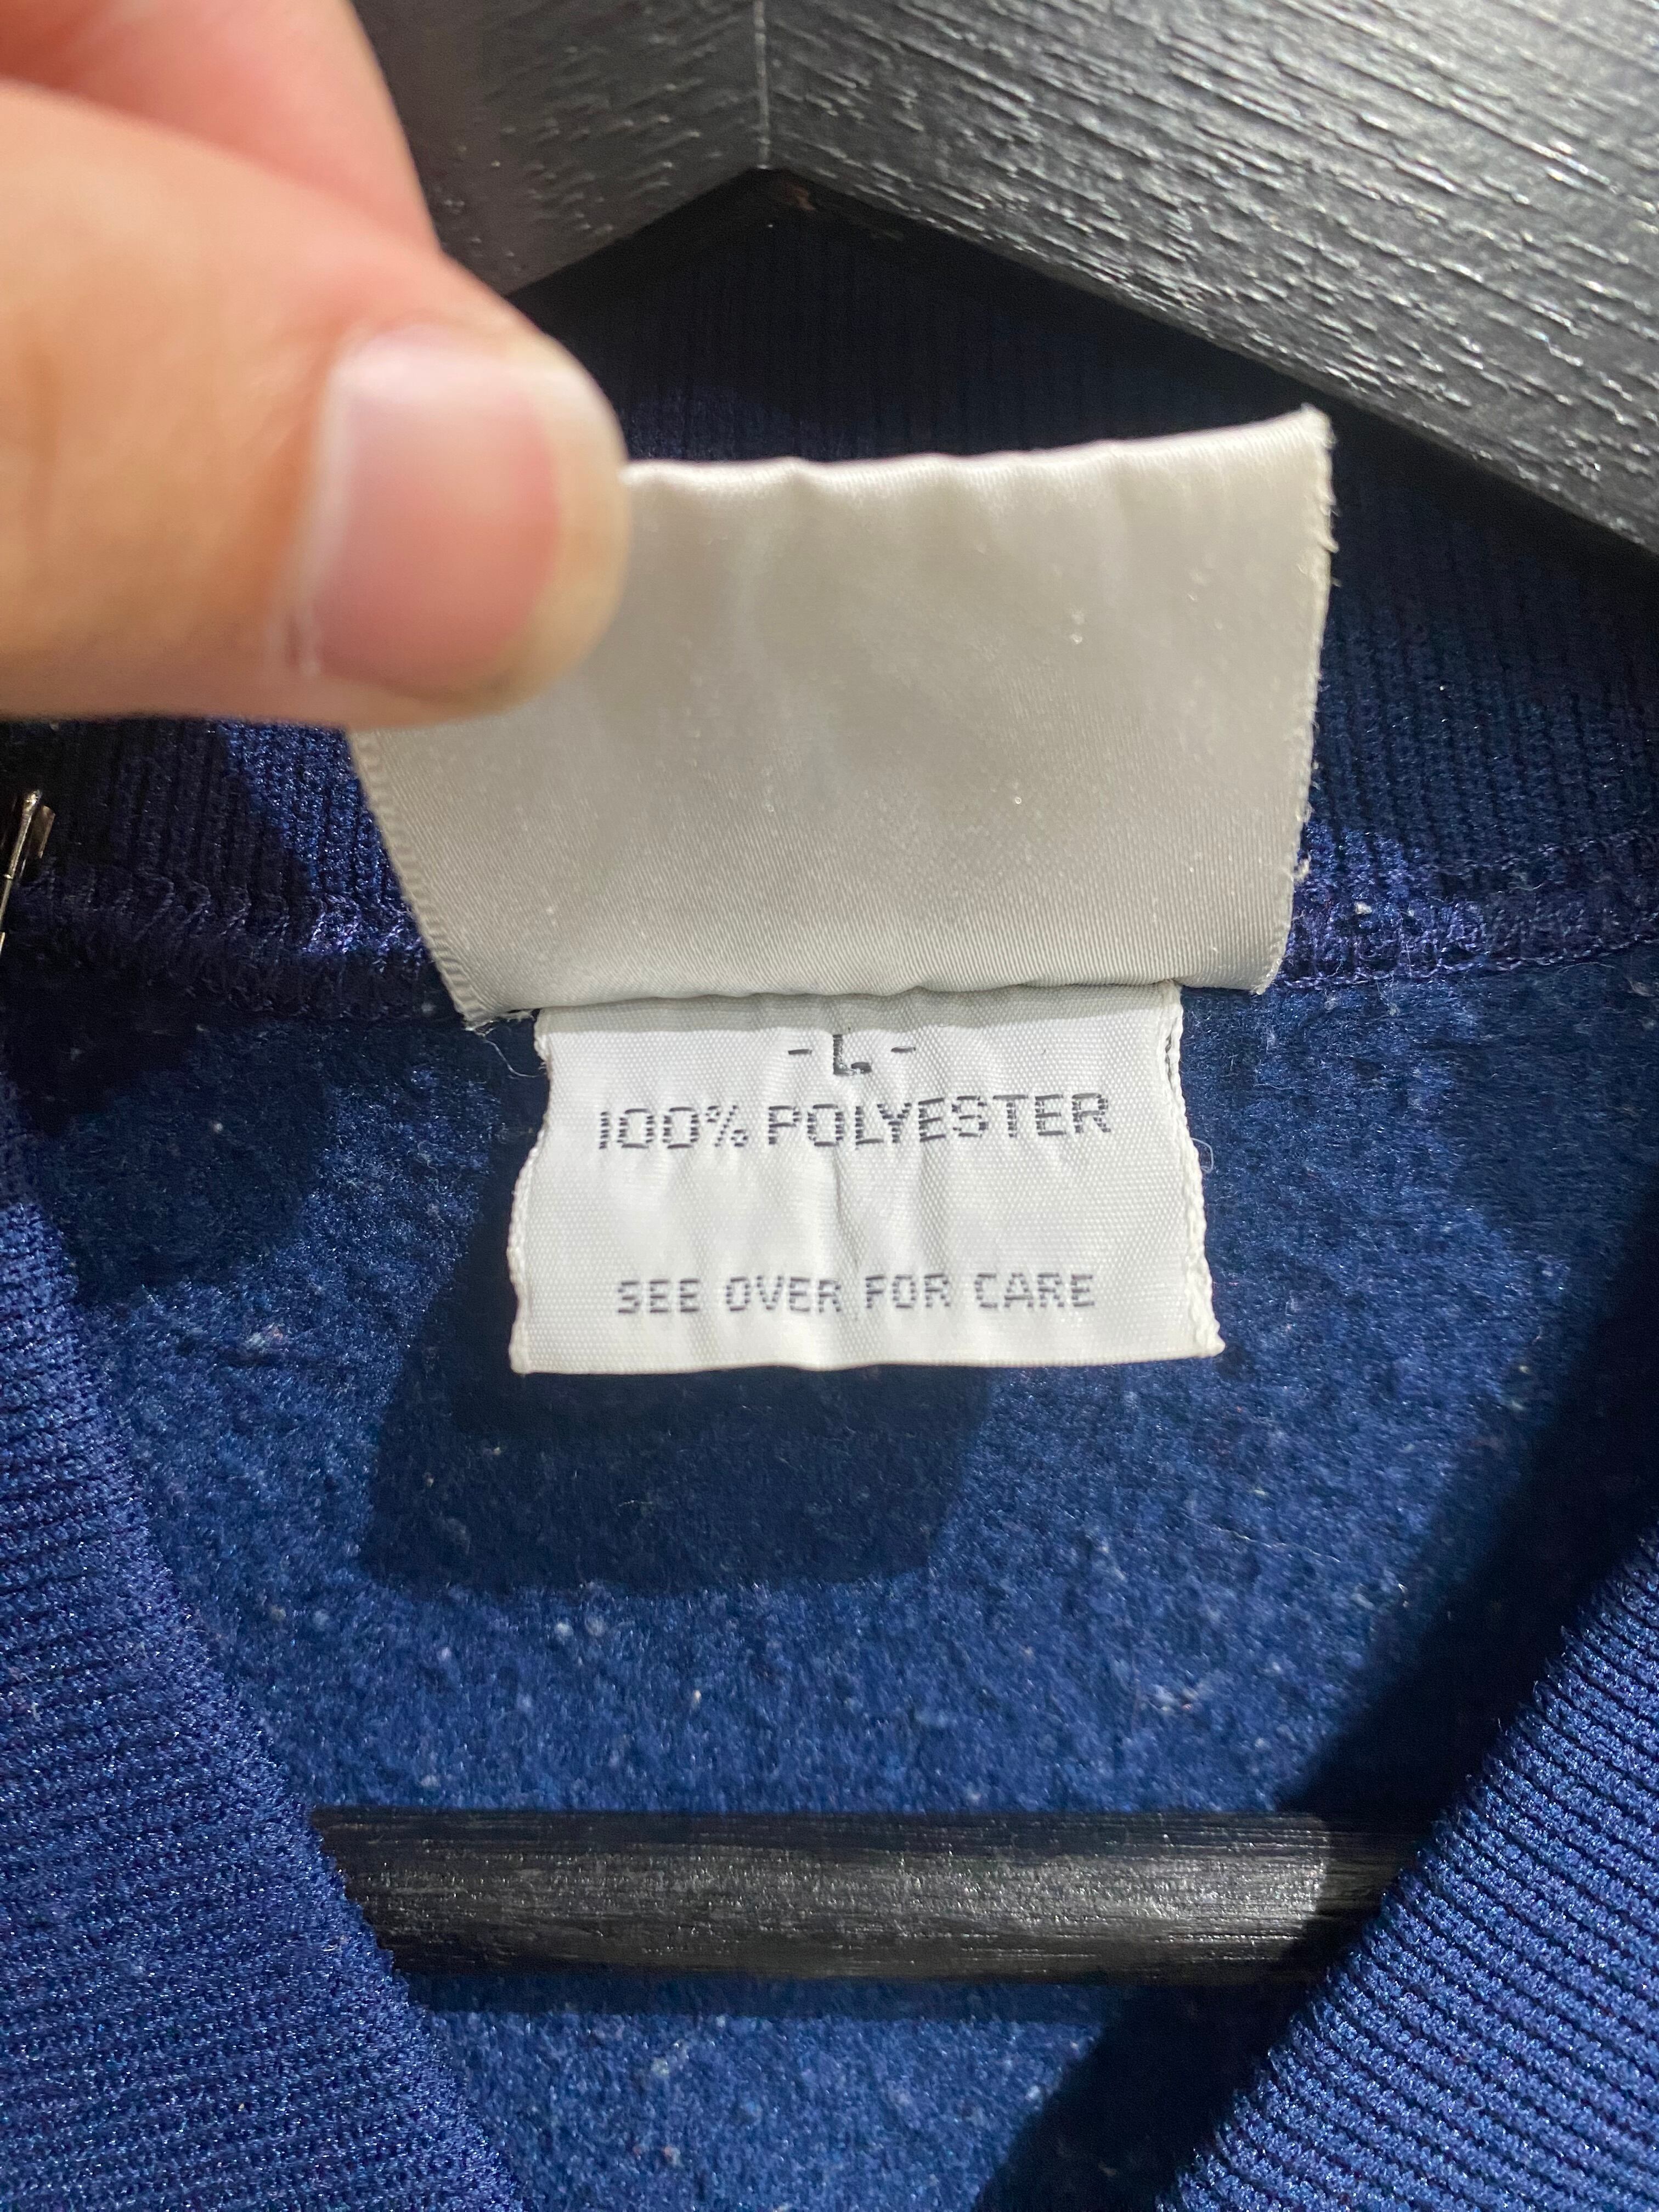 -L-
100% POLYESTER
SEE OVER FOR CARE